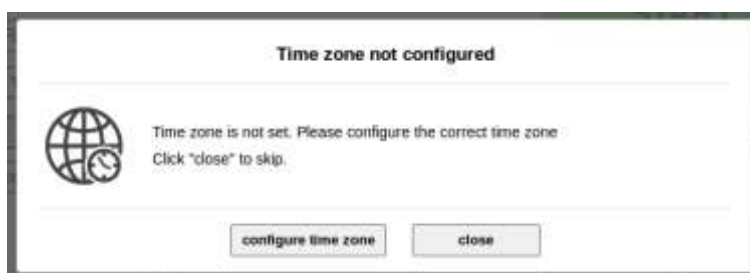 Time zone not configured
Time zone is not set. Please configure the correct time zone
Click "close" to skip.
configure time zone
close